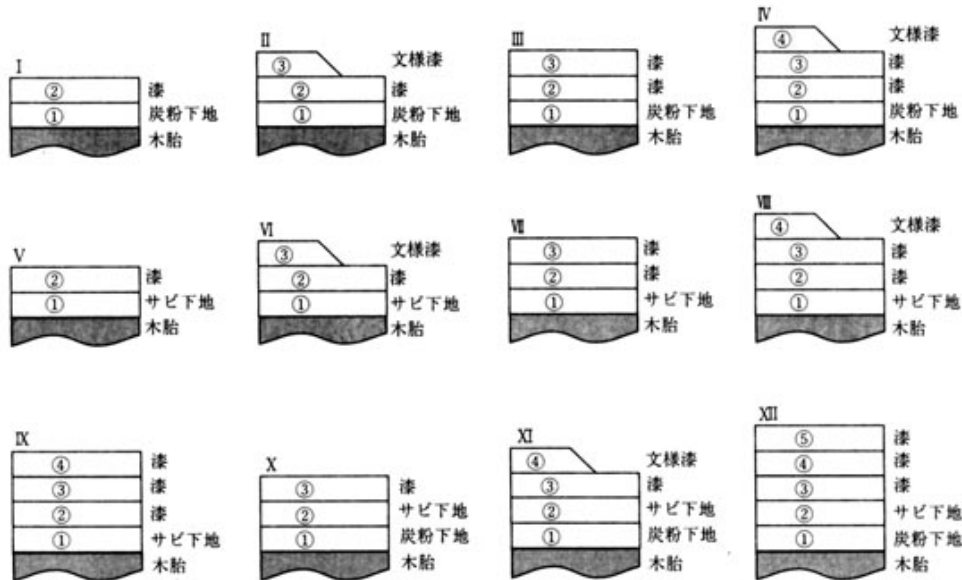 I
② 漆
① 炭粉下地
木胎
II
③ 文様漆
② 漆
① 炭粉下地
木胎
III
③ 漆
② 漆
① 炭粉下地
木胎
IV
④ 文様漆
③ 漆
② 漆
① 炭粉下地
木胎
V
② 漆
① サビ下地
木胎
VI
③ 文様漆
② 漆
① サビ下地
木胎
VII
③ 漆
② 漆
① サビ下地
木胎
VIII
④ 文様漆
③ 漆
② 漆
① サビ下地
木胎
IX
④ 漆
③ 漆
② 漆
① サビ下地
木胎
X
③ 漆
② サビ下地
① 炭粉下地
木胎
XI
④ 文様漆
③ 漆
② サビ下地
① 炭粉下地
木胎
XII
⑤ 漆
④ 漆
③ 漆
② サビ下地
① 炭粉下地
木胎